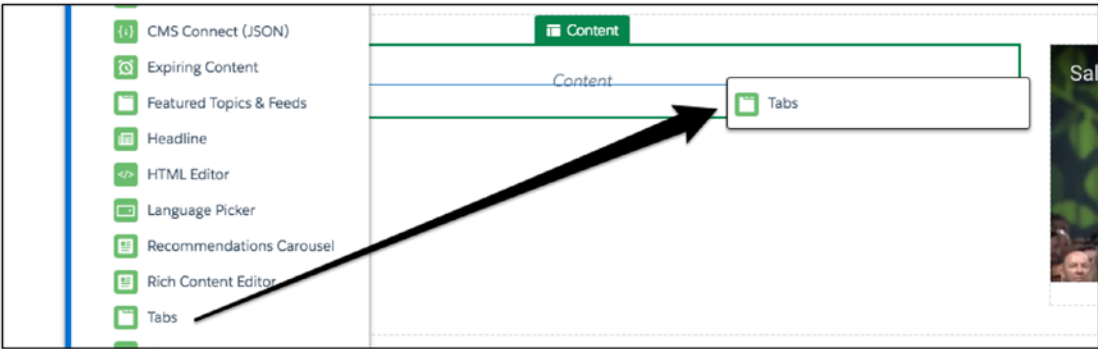 CMS Connect (JSON)
Expiring Content
Featured Topics & Feeds
Headline
HTML Editor
Language Picker
Recommendations Carousel
Rich Content Editor
Tabs
Content
Content
Tabs
Sal